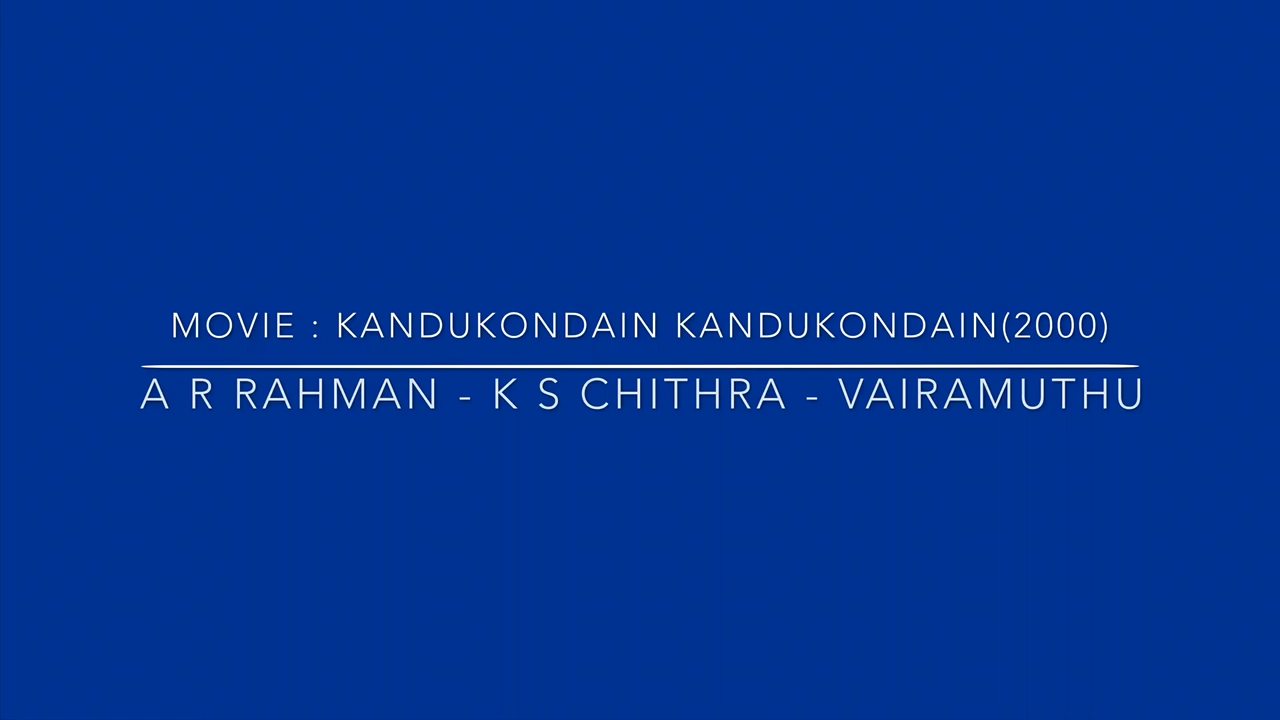 MOVIE : KANDUKONDAIN KANDUKONDAIN(2000)
A R RAHMAN - K S CHITHRA - VAIRAMUTHU